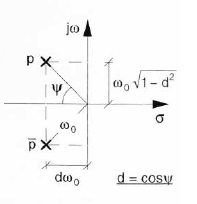 jω
p
ω₀ √1-d²
ψ
σ
ω₀
p̅
dω₀
d = cosψ